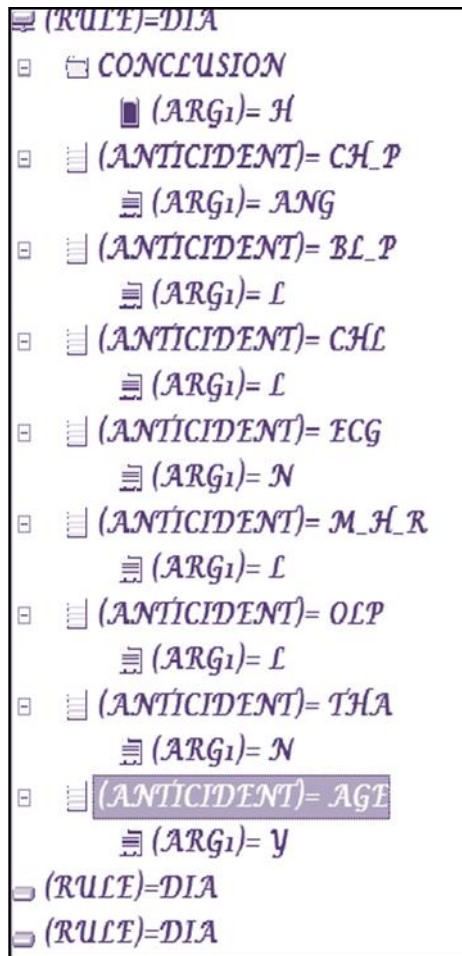 (RULE)=DIA
CONCLUSION
(ARG1)= H
(ANTICIDENT)= CH_P
(ARG1)= ANG
(ANTICIDENT)= BL_P
(ARG1)= L
(ANTICIDENT)= CHL
(ARG1)= L
(ANTICIDENT)= ECG
(ARG1)= N
(ANTICIDENT)= M_H_R
(ARG1)= L
(ANTICIDENT)= OLP
(ARG1)= L
(ANTICIDENT)= THA
(ARG1)= N
(ANTICIDENT)= AGE
(ARG1)= Y
(RULE)=DIA
(RULE)=DIA